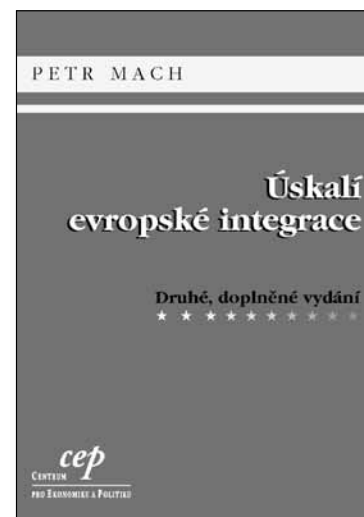 PETR MACH
Úskalí
evropské integrace
Druhé, doplněné vydání
cep
CENTRUM
PRO EKONOMIKU A POLITIKU